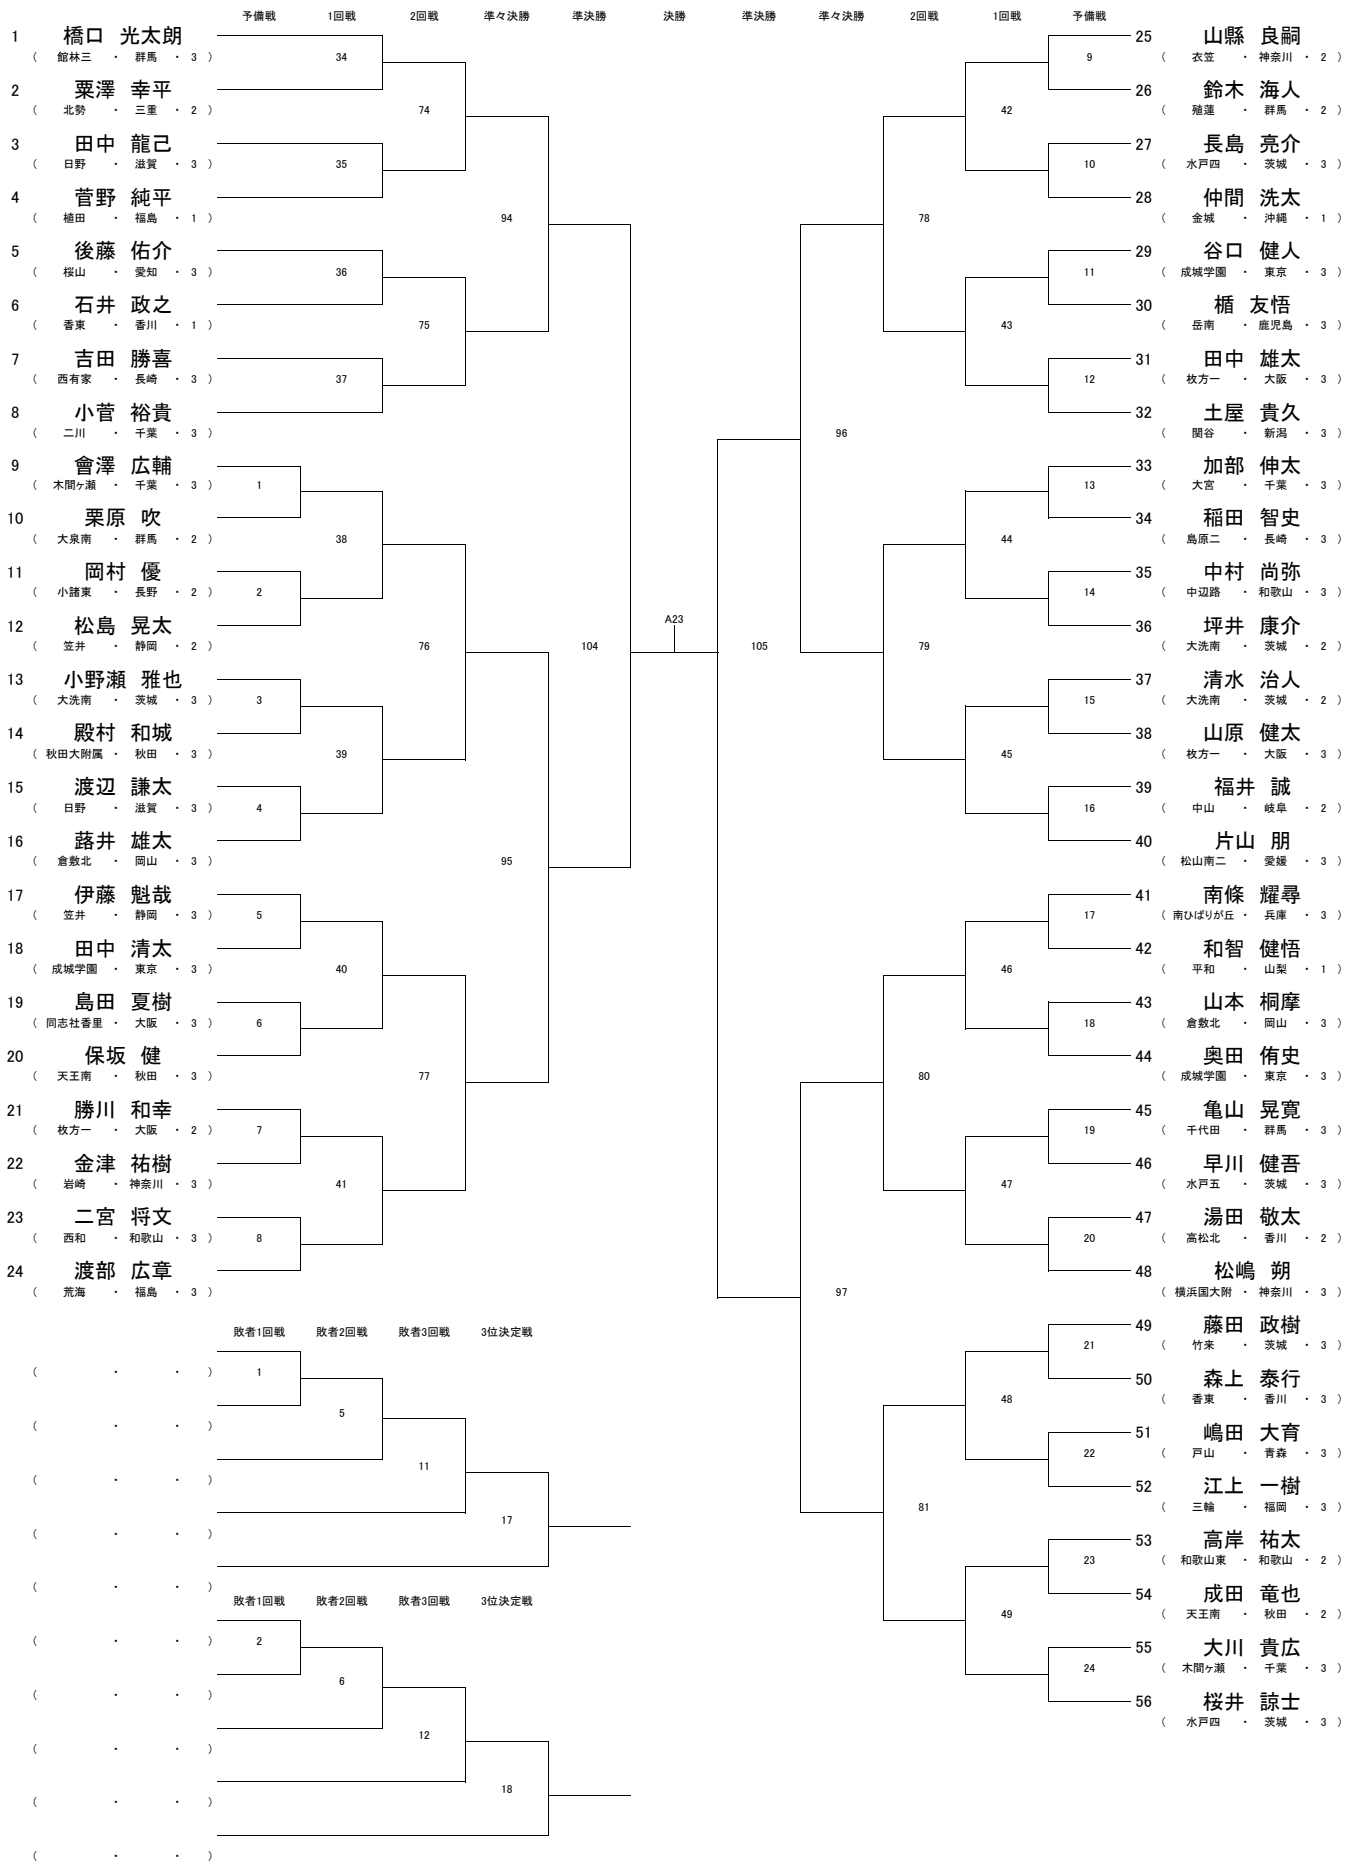 予備戦 1回戦 2回戦 準々決勝 準決勝 決勝 準決勝 準々決勝 2回戦 1回戦 予備戦
1 橋口 光太朗
( 館林三 ・ 群馬 ・ 3 )
34
2 粟澤 幸平
( 北勢 ・ 三重 ・ 2 )
74
3 田中 龍己
( 日野 ・ 滋賀 ・ 3 )
35
4 菅野 純平
( 植田 ・ 福島 ・ 1 )
94
5 後藤 佑介
( 桜山 ・ 愛知 ・ 3 )
36
6 石井 政之
( 香東 ・ 香川 ・ 1 )
75
7 吉田 勝喜
( 西有家 ・ 長崎 ・ 3 )
37
8 小菅 裕貴
( 二川 ・ 千葉 ・ 3 )
9 會澤 広輔
( 木間ヶ瀬 ・ 千葉 ・ 3 )
1
10 栗原 吹
( 大泉南 ・ 群馬 ・ 2 )
38
11 岡村 優
( 小諸東 ・ 長野 ・ 2 )
2
12 松島 晃太
( 笠井 ・ 静岡 ・ 2 )
76
104
13 小野瀬 雅也
( 大洗南 ・ 茨城 ・ 3 )
3
14 殿村 和城
( 秋田大附属 ・ 秋田 ・ 3 )
39
15 渡辺 謙太
( 日野 ・ 滋賀 ・ 3 )
4
16 蕗井 雄太
( 倉敷北 ・ 岡山 ・ 3 )
95
17 伊藤 魁哉
( 笠井 ・ 静岡 ・ 3 )
5
18 田中 清太
( 成城学園 ・ 東京 ・ 3 )
40
19 島田 夏樹
( 同志社香里 ・ 大阪 ・ 3 )
6
20 保坂 健
( 天王南 ・ 秋田 ・ 3 )
77
21 勝川 和幸
( 枚方一 ・ 大阪 ・ 2 )
7
22 金津 祐樹
( 岩崎 ・ 神奈川 ・ 3 )
41
23 二宮 将文
( 西和 ・ 和歌山 ・ 3 )
8
24 渡部 広章
( 荒海 ・ 福島 ・ 3 )
A23
25 山縣 良嗣
9
( 衣笠 ・ 神奈川 ・ 2 )
26 鈴木 海人
42
( 殖蓮 ・ 群馬 ・ 2 )
27 長島 亮介
10
( 水戸四 ・ 茨城 ・ 3 )
28 仲間 洗太
78
( 金城 ・ 沖縄 ・ 1 )
29 谷口 健人
11
( 成城学園 ・ 東京 ・ 3 )
30 楯 友悟
43
( 岳南 ・ 鹿児島 ・ 3 )
31 田中 雄太
12
( 枚方一 ・ 大阪 ・ 3 )
32 土屋 貴久
96
( 関谷 ・ 新潟 ・ 3 )
33 加部 伸太
13
( 大宮 ・ 千葉 ・ 3 )
34 稲田 智史
44
( 島原二 ・ 長崎 ・ 3 )
35 中村 尚弥
14
( 中辺路 ・ 和歌山 ・ 3 )
36 坪井 康介
105
79
( 大洗南 ・ 茨城 ・ 2 )
37 清水 治人
15
( 大洗南 ・ 茨城 ・ 2 )
38 山原 健太
45
( 枚方一 ・ 大阪 ・ 3 )
39 福井 誠
16
( 中山 ・ 岐阜 ・ 2 )
40 片山 朋
( 松山南二 ・ 愛媛 ・ 3 )
41 南條 耀尋
17
( 南ひばりが丘 ・ 兵庫 ・ 3 )
42 和智 健悟
46
( 平和 ・ 山梨 ・ 1 )
43 山本 桐摩
18
( 倉敷北 ・ 岡山 ・ 3 )
44 奥田 侑史
80
( 成城学園 ・ 東京 ・ 3 )
45 亀山 晃寛
19
( 千代田 ・ 群馬 ・ 3 )
46 早川 健吾
47
( 水戸五 ・ 茨城 ・ 3 )
47 湯田 敬太
20
( 高松北 ・ 香川 ・ 2 )
48 松嶋 朔
97
( 横浜国大附 ・ 神奈川 ・ 3 )
49 藤田 政樹
21
( 竹来 ・ 茨城 ・ 3 )
50 森上 泰行
48
( 香東 ・ 香川 ・ 3 )
51 嶋田 大育
22
( 戸山 ・ 青森 ・ 3 )
52 江上 一樹
81
( 三輪 ・ 福岡 ・ 3 )
53 高岸 祐太
23
( 和歌山東 ・ 和歌山 ・ 2 )
54 成田 竜也
49
( 天王南 ・ 秋田 ・ 2 )
55 大川 貴広
24
( 木間ヶ瀬 ・ 千葉 ・ 3 )
56 桜井 諒士
( 水戸四 ・ 茨城 ・ 3 )
敗者1回戦 敗者2回戦 敗者3回戦 3位決定戦
( ・ ・ ) 1
5
( ・ ・ )
11
( ・ ・ )
17
( ・ ・ )
( ・ ・ )
敗者1回戦 敗者2回戦 敗者3回戦 3位決定戦
( ・ ・ ) 2
6
( ・ ・ )
12
( ・ ・ )
18
( ・ ・ )
( ・ ・ )